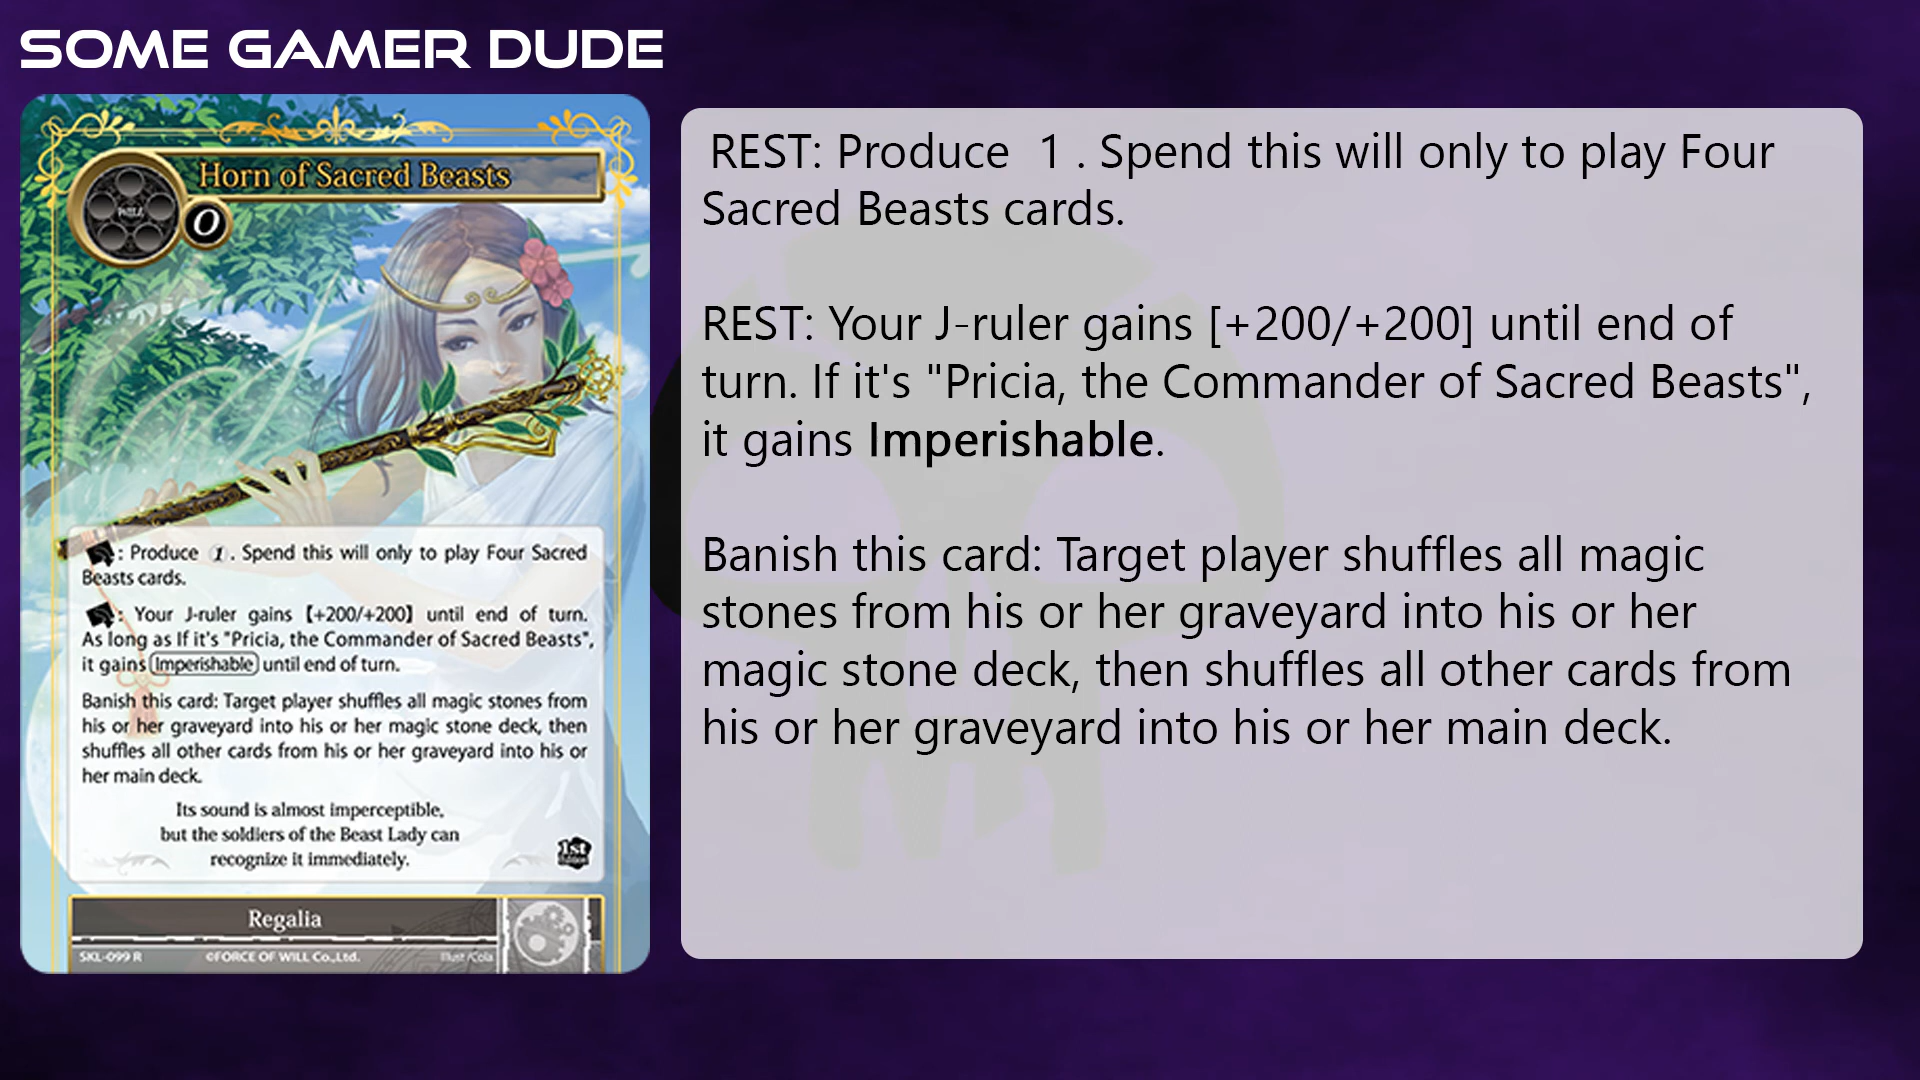 SOME GAMER DUDE
Horn of Sacred Beasts
0
: Produce 1. Spend this will only to play Four Sacred
Beasts cards.
: Your J-ruler gains 【+200/+200】 until end of turn.
As long as If it's "Pricia, the Commander of Sacred Beasts",
it gains Imperishable until end of turn.
Banish this card: Target player shuffles all magic stones from
his or her graveyard into his or her magic stone deck, then
shuffles all other cards from his or her graveyard into his or
her main deck.
Its sound is almost imperceptible,
but the soldiers of the Beast Lady can
recognize it immediately.
1st
Edition
Regalia
SKL-099 R ©FORCE OF WILL Co.,Ltd. Illust /Cola
REST: Produce 1 . Spend this will only to play Four
Sacred Beasts cards.
REST: Your J-ruler gains [+200/+200] until end of
turn. If it's "Pricia, the Commander of Sacred Beasts",
it gains Imperishable.
Banish this card: Target player shuffles all magic
stones from his or her graveyard into his or her
magic stone deck, then shuffles all other cards from
his or her graveyard into his or her main deck.